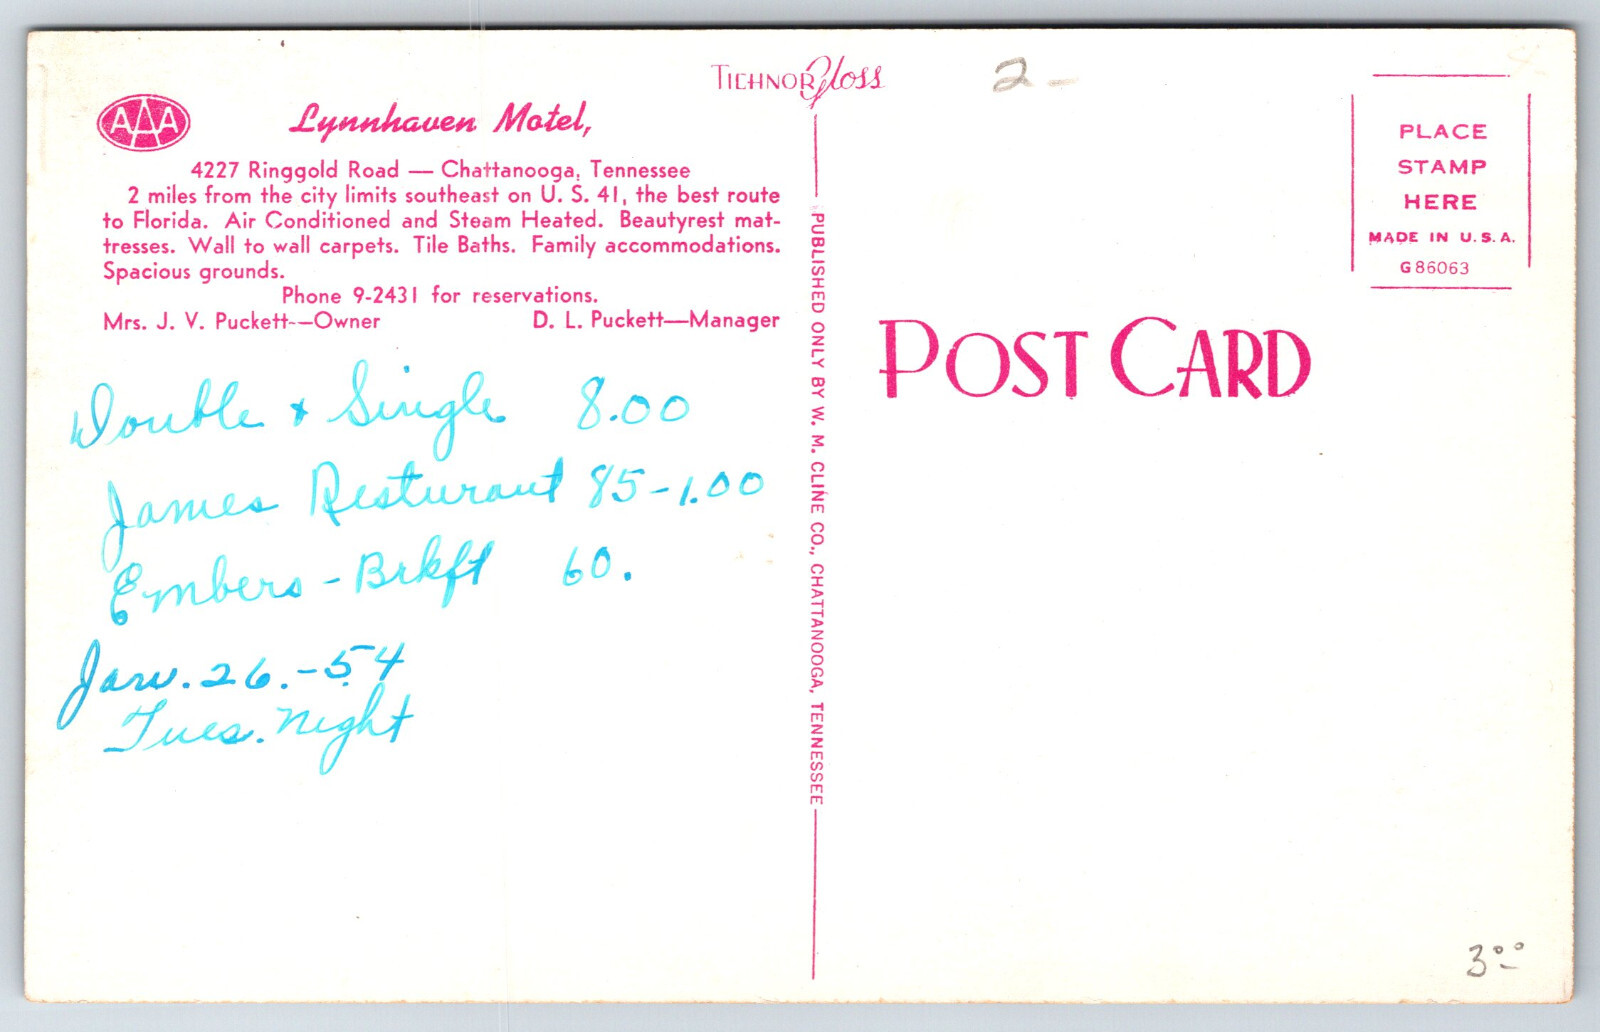 AAA
Lynnhaven Motel,
4227 Ringgold Road — Chattanooga, Tennessee
2 miles from the city limits southeast on U. S. 41, the best route
to Florida. Air Conditioned and Steam Heated. Beautyrest mat-
tresses. Wall to wall carpets. Tile Baths. Family accommodations.
Spacious grounds.
Phone 9-2431 for reservations.
Mrs. J. V. Puckett--—Owner D. L. Puckett—Manager
Double & Single 8.00
James Resturant 85-1.00
Embers - Brkft 60.
Jan. 26.-54
Tues. Night
TICHNOR Gloss
PUBLISHED ONLY BY W. M. CLINE CO., CHATTANOOGA, TENNESSEE
2-
PLACE
STAMP
HERE
MADE IN U.S.A.
G86063
POST CARD
3.00